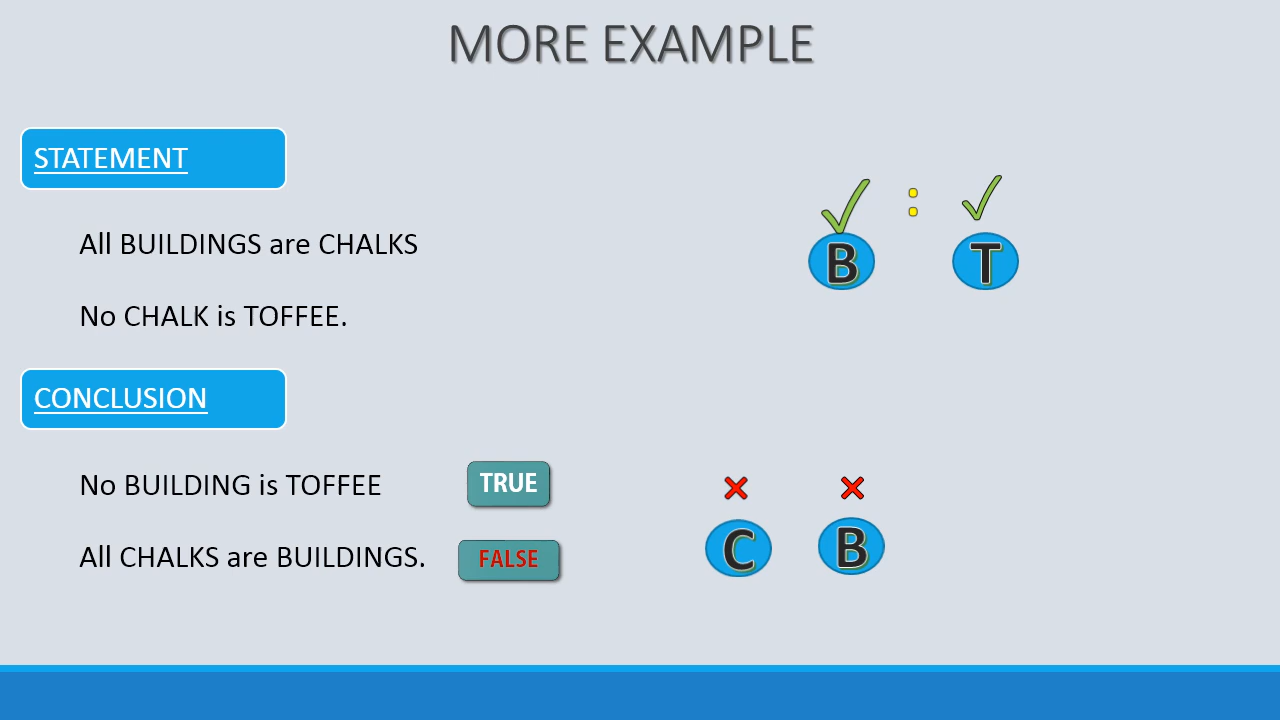 MORE EXAMPLE
STATEMENT
All BUILDINGS are CHALKS
No CHALK is TOFFEE.
B : T
CONCLUSION
No BUILDING is TOFFEE TRUE
All CHALKS are BUILDINGS. FALSE
C B